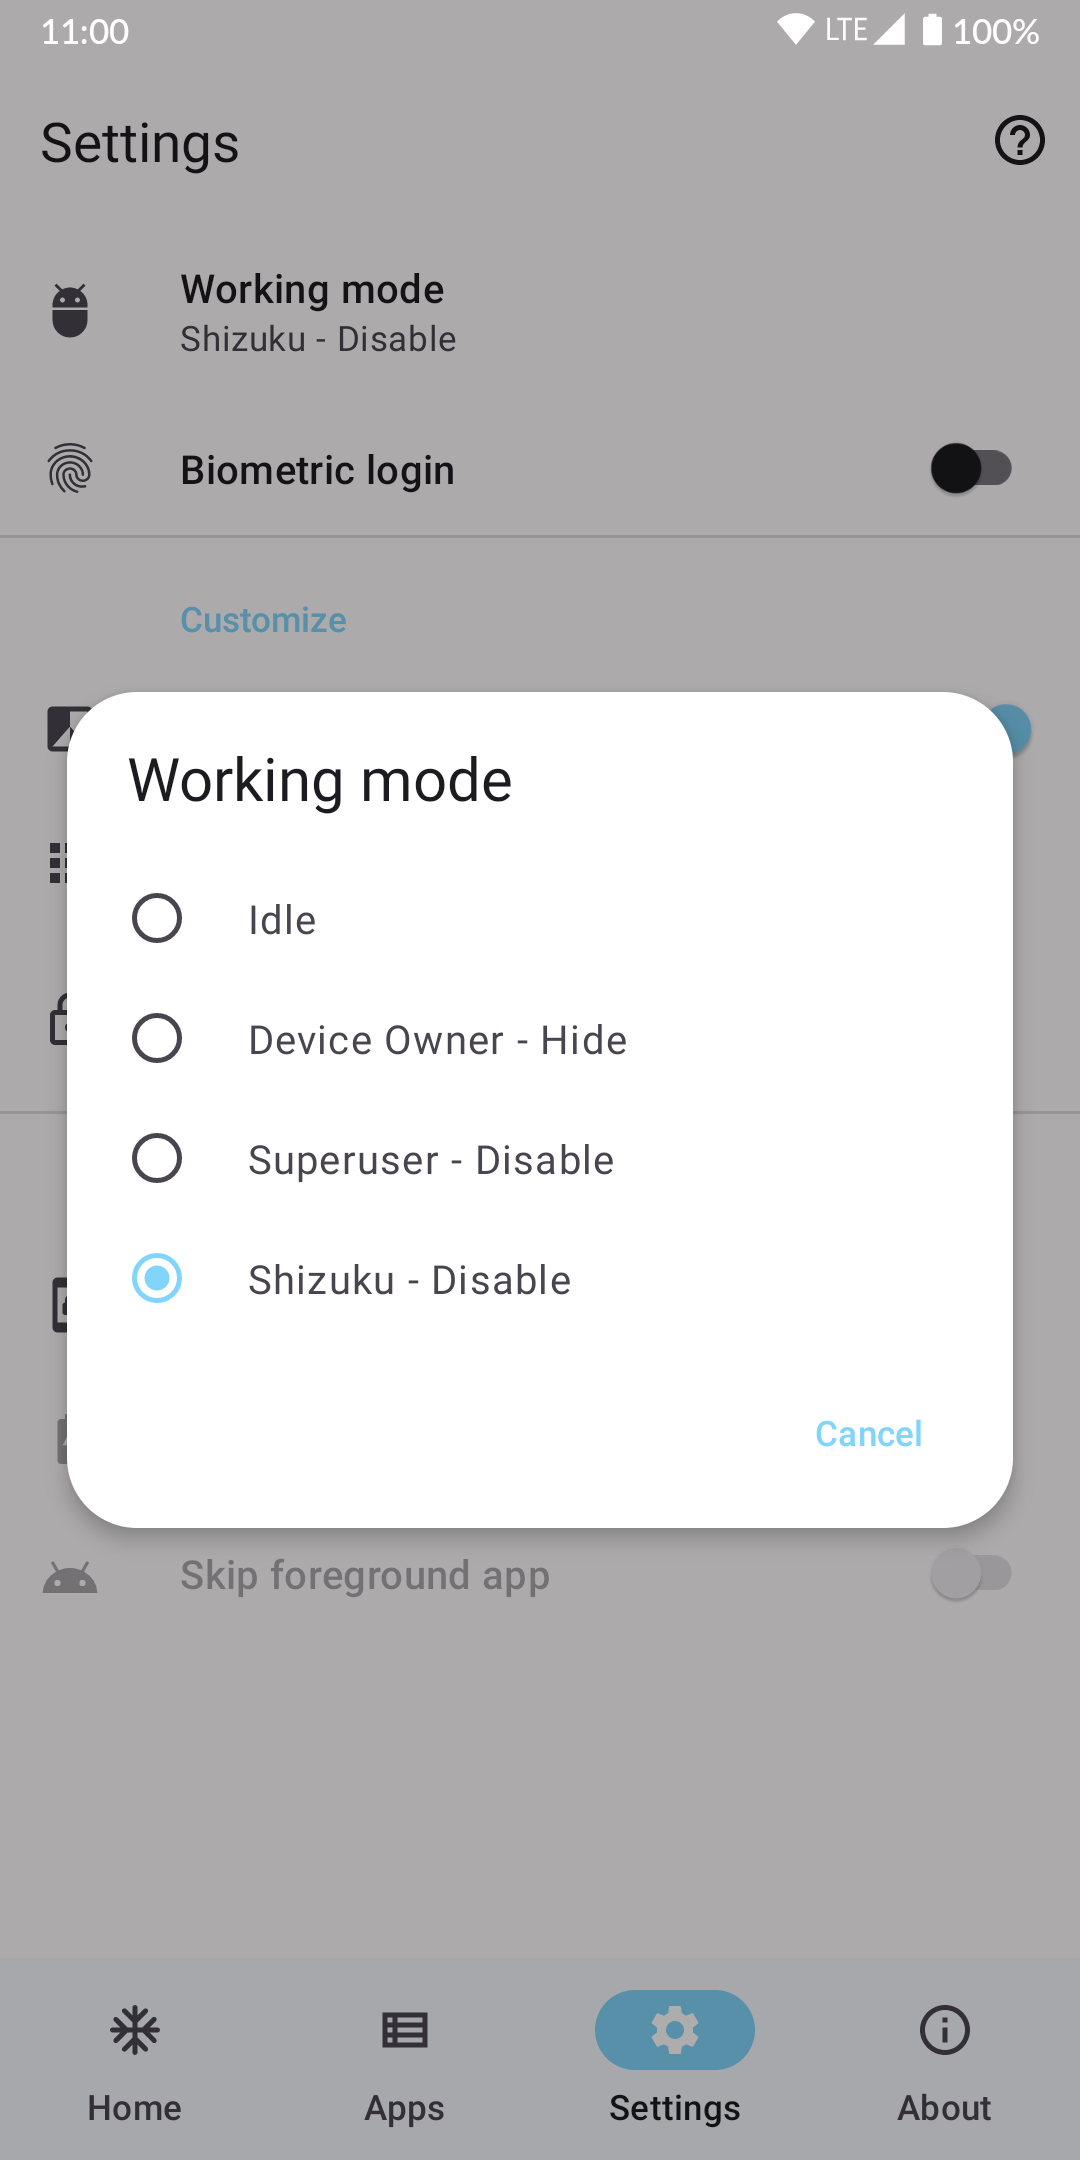 11:00 LTE 100%
Settings
Working mode
Shizuku - Disable
Biometric login
Customize
Working mode
Idle
Device Owner - Hide
Superuser - Disable
Shizuku - Disable
Cancel
Skip foreground app
Home Apps Settings About